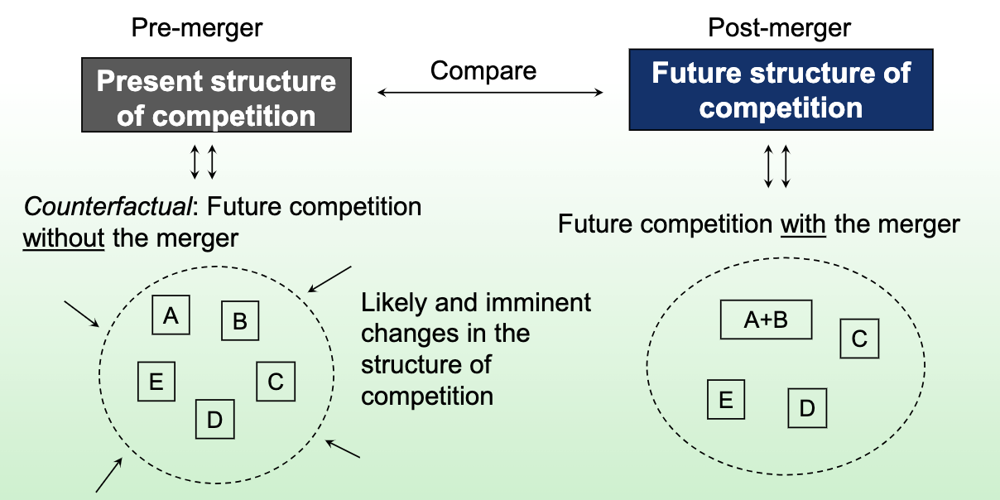 Pre-merger
Present structure
of competition
Compare
Post-merger
Future structure of
competition
Counterfactual: Future competition
without the merger
Future competition with the merger
A
B
E
C
D
Likely and imminent
changes in the
structure of
competition
A+B
C
E
D